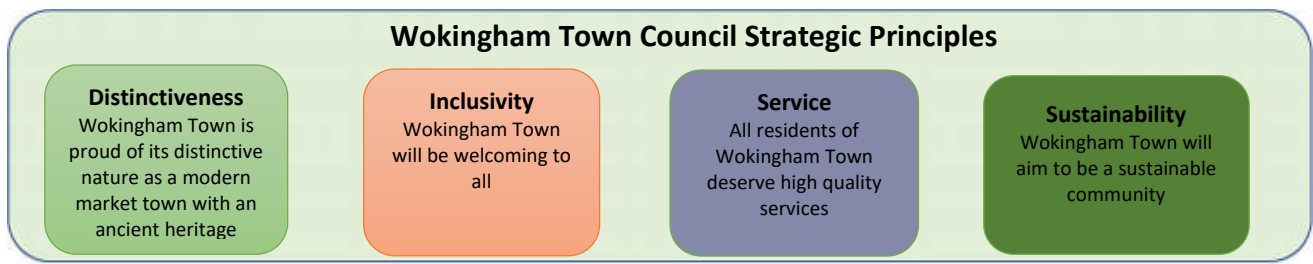 Wokingham Town Council Strategic Principles
Distinctiveness
Wokingham Town is
proud of its distinctive
nature as a modern
market town with an
ancient heritage
Inclusivity
Wokingham Town
will be welcoming to
all
Service
All residents of
Wokingham Town
deserve high quality
services
Sustainability
Wokingham Town will
aim to be a sustainable
community